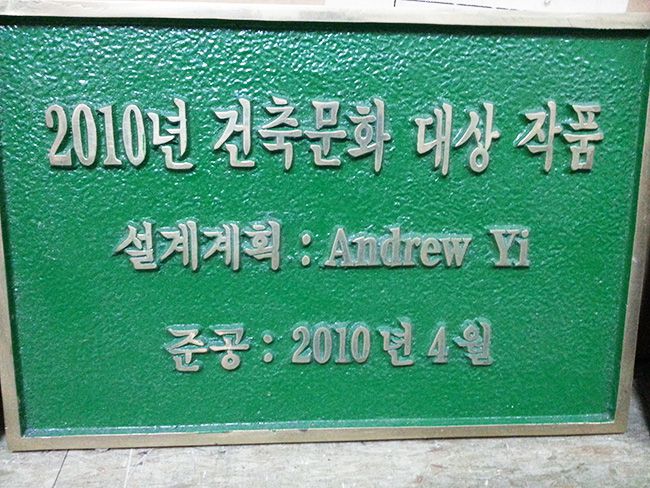 2010년 건축문화 대상 작품
설계계획 : Andrew Yi
준공 : 2010년 4월